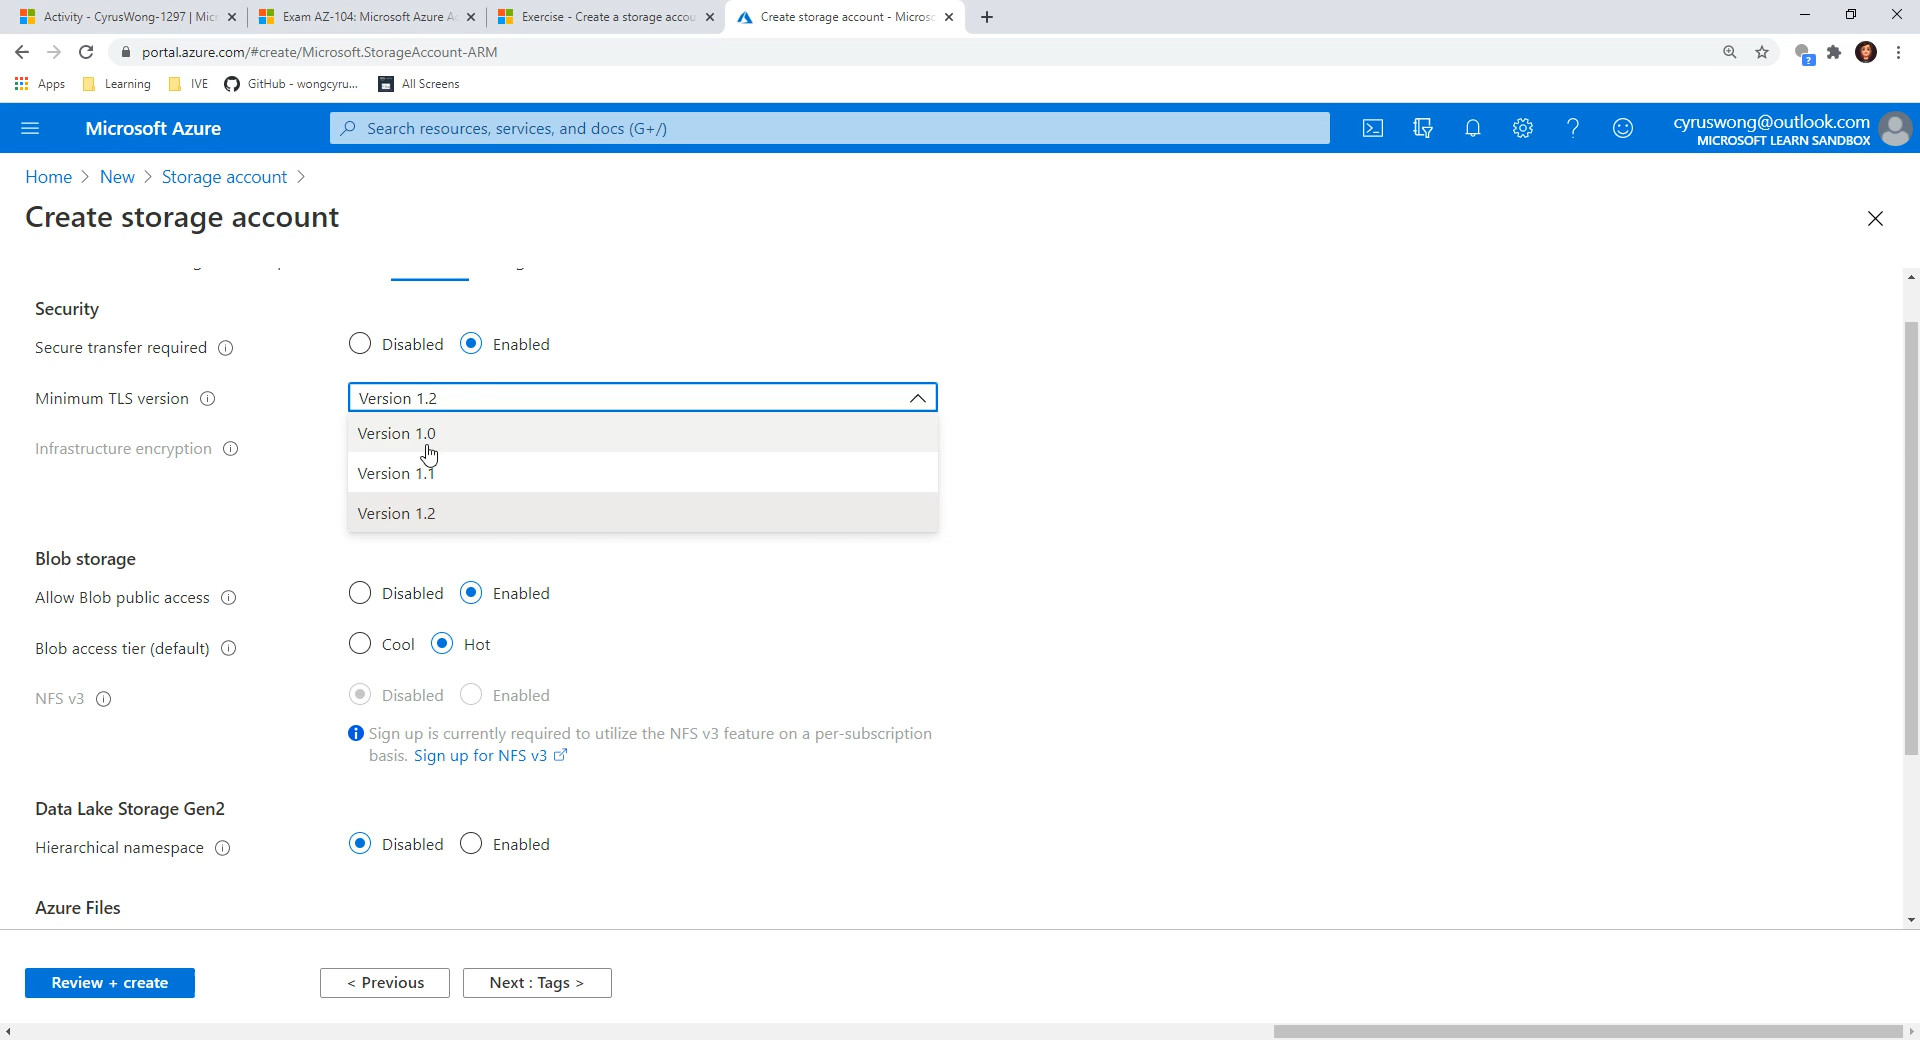 Activity - CyrusWong-1297 | Mic
Exam AZ-104: Microsoft Azure A
Exercise - Create a storage accou
Create storage account - Microso
portal.azure.com/#create/Microsoft.StorageAccount-ARM
Apps
Learning
IVE
GitHub - wongcyru...
All Screens
Microsoft Azure
Search resources, services, and docs (G+/)
cyruswong@outlook.com
MICROSOFT LEARN SANDBOX
Home > New > Storage account >
Create storage account
Security
Secure transfer required
Disabled
Enabled
Minimum TLS version
Version 1.2
Version 1.0
Infrastructure encryption
Version 1.1
Version 1.2
Blob storage
Allow Blob public access
Disabled
Enabled
Blob access tier (default)
Cool
Hot
NFS v3
Disabled
Enabled
Sign up is currently required to utilize the NFS v3 feature on a per-subscription
basis. Sign up for NFS v3
Data Lake Storage Gen2
Hierarchical namespace
Disabled
Enabled
Azure Files
Review + create
< Previous
Next : Tags >